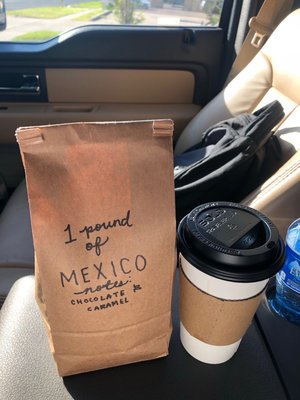 1 pound
of
MEXICO
notes:
CHOCOLATE &
CARAMEL